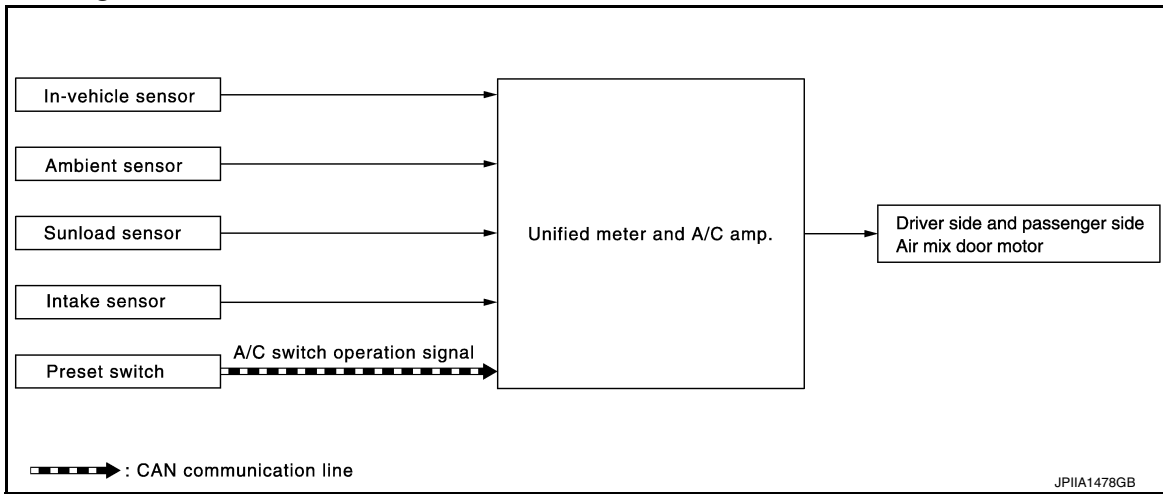 In-vehicle sensor
Ambient sensor
Sunload sensor
Intake sensor
Preset switch
A/C switch operation signal
Unified meter and A/C amp.
Driver side and passenger side
Air mix door motor
: CAN communication line
JPIIA1478GB